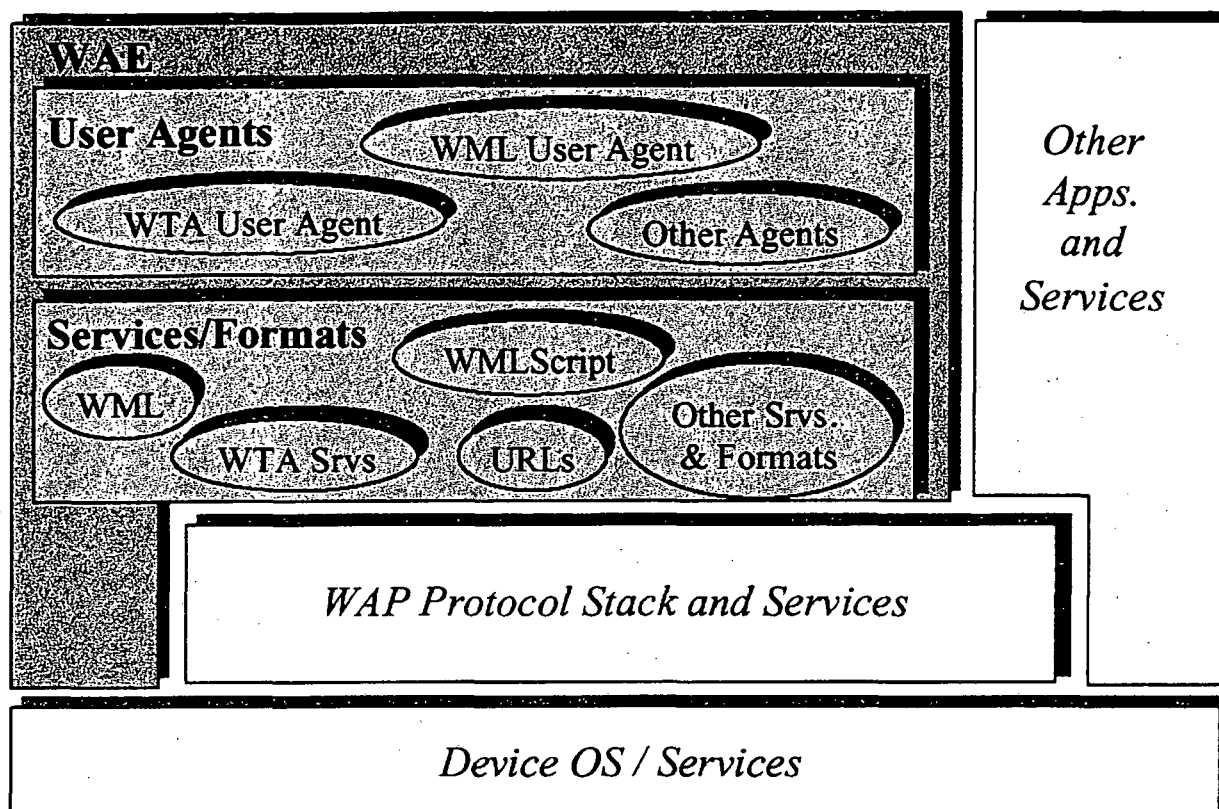 WAE
User Agents
WML User Agent
WTA User Agent
Other Agents
Services/Formats
WMLScript
WML
Other Srvs..
& Formats
WTA Srvs
URLs
Other
Apps.
and
Services
WAP Protocol Stack and Services
Device OS / Services